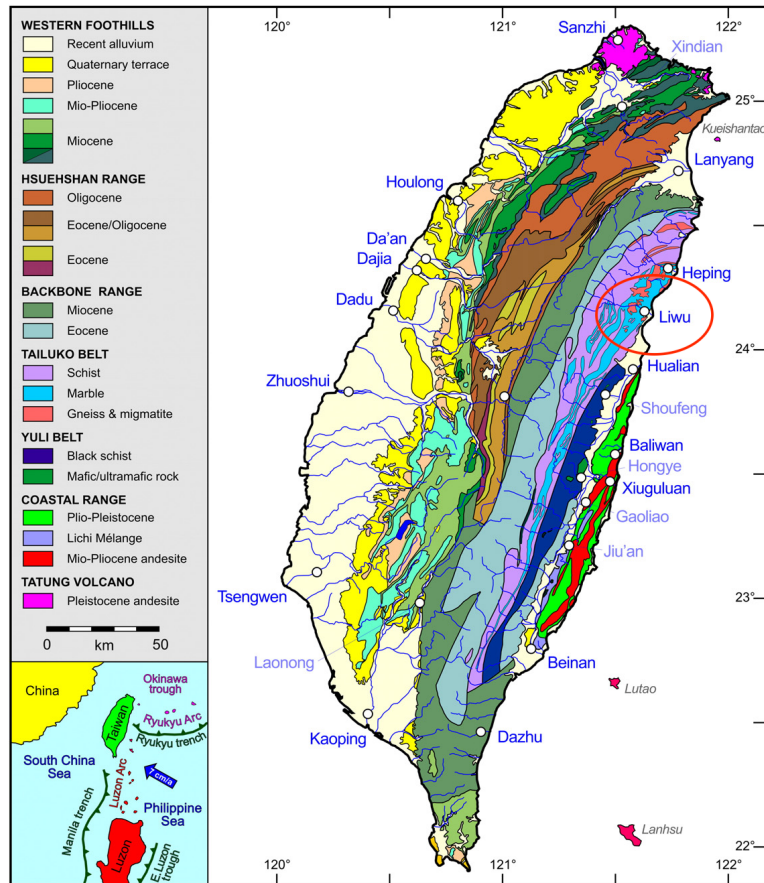 WESTERN FOOTHILLS
Recent alluvium
Quaternary terrace
Pliocene
Mio-Pliocene
Miocene
HSUEHSHAN RANGE
Oligocene
Eocene/Oligocene
Eocene
BACKBONE RANGE
Miocene
Eocene
TAILUKO BELT
Schist
Marble
Gneiss & migmatite
YULI BELT
Black schist
Mafic/ultramafic rock
COASTAL RANGE
Plio-Pleistocene
Lichi Mélange
Mio-Pliocene andesite
TATUNG VOLCANO
Pleistocene andesite
0 km 50
China
Okinawa
trough
Taiwan
Ryukyu Arc
Ryukyu trench
South China
Sea
Luzon Arc
7 cm/a
Manila trench
Philippine
Sea
Luzon
E.Luzon
trough
120° 121° 122°
Sanzhi
Xindian
25°
Kueishantao
Lanyang
Houlong
Da'an
Dajia
Heping
Dadu
Liwu
24°
Hualian
Zhuoshui
Shoufeng
Baliwan
Hongye
Xiuguluan
Gaoliao
Jiu'an
Tsengwen
23°
Laonong
Beinan
Lutao
Kaoping
Dazhu
Lanhsu
22°
120° 121° 122°